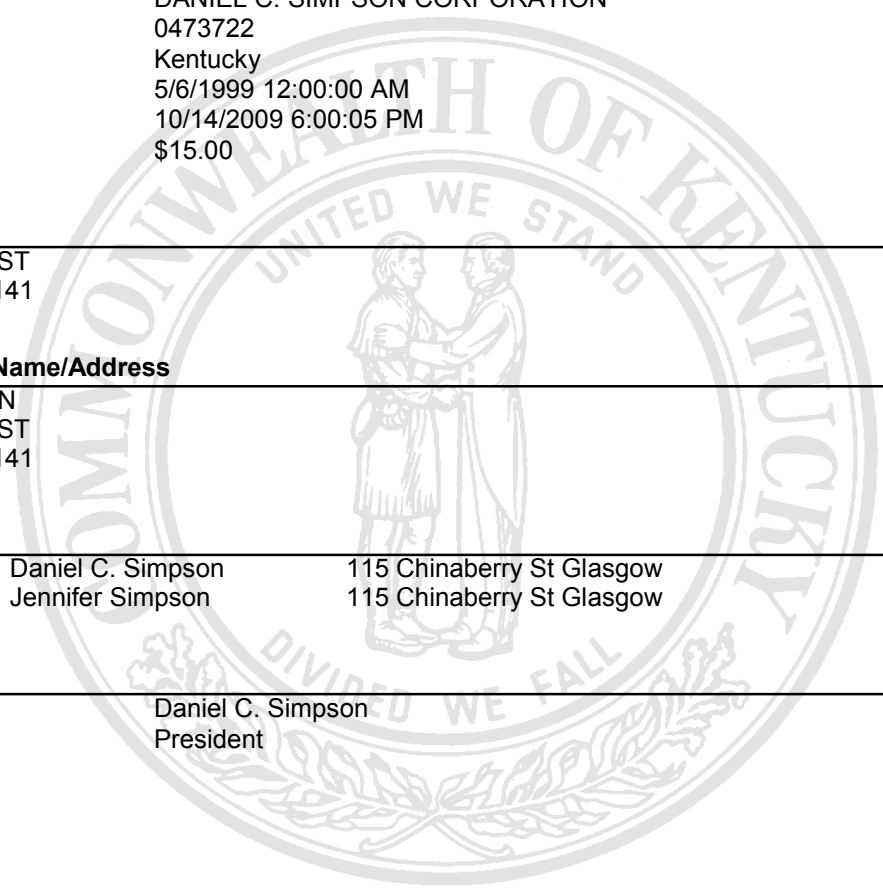 DANIEL C. SIMPSON CORPORATION
0473722
Kentucky
5/6/1999 12:00:00 AM
10/14/2009 6:00:05 PM
$15.00
COMMONWEALTH OF KENTUCKY
UNITED WE STAND
ST
141
Name/Address
N
ST
141
Daniel C. Simpson 115 Chinaberry St Glasgow
Jennifer Simpson 115 Chinaberry St Glasgow
DIVIDED WE FALL
Daniel C. Simpson
President